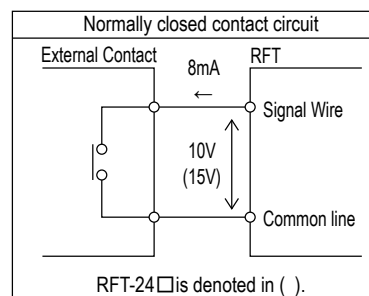 Normally closed contact circuit
External Contact
RFT
8mA
←
Signal Wire
10V
(15V)
Common line
RFT-24□is denoted in ( ).